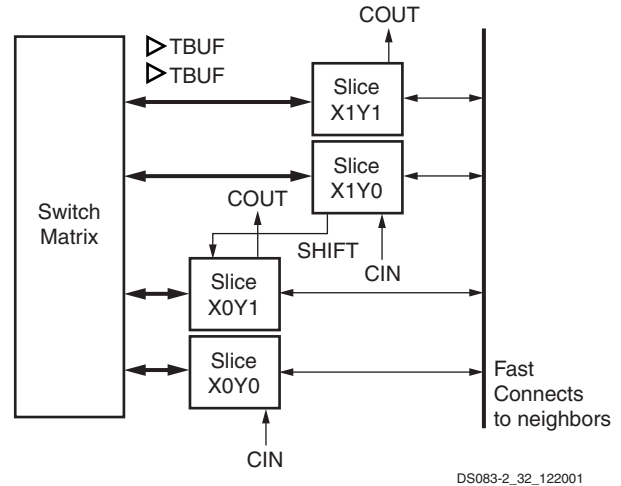 COUT
TBUF
TBUF
Slice
X1Y1
Slice
X1Y0
Switch
Matrix
COUT
SHIFT
CIN
Slice
X0Y1
Slice
X0Y0
Fast
Connects
to neighbors
CIN
DS083-2_32_122001